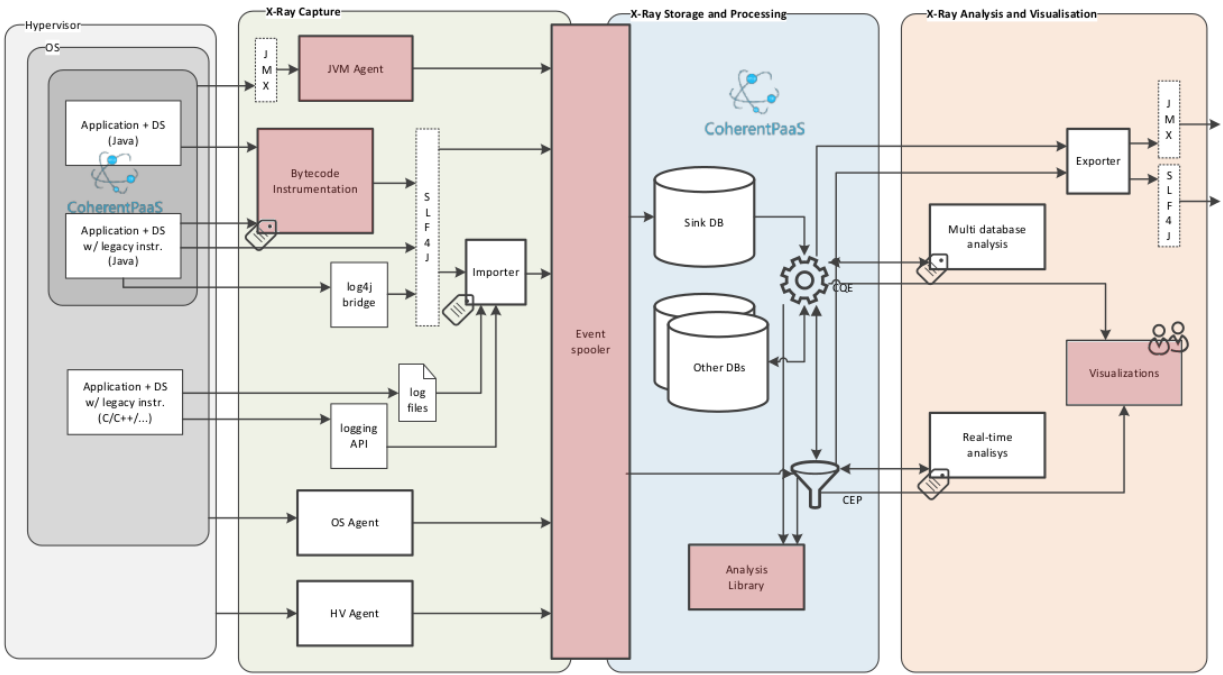 Hypervisor
OS
Application + DS
(Java)
CoherentPaaS
Application + DS
w/ legacy instr.
(Java)
Application + DS
w/ legacy instr.
(C/C++/...)
X-Ray Capture
J
M
X
JVM Agent
Bytecode
Instrumentation
S
L
F
4
J
log4j
bridge
Importer
log
files
logging
API
OS Agent
HV Agent
Event
spooler
X-Ray Storage and Processing
CoherentPaaS
Sink DB
CQE
Other DBs
CEP
Analysis
Library
X-Ray Analysis and Visualisation
Exporter
J
M
X
S
L
F
4
J
Multi database
analysis
Visualizations
Real-time
analisys